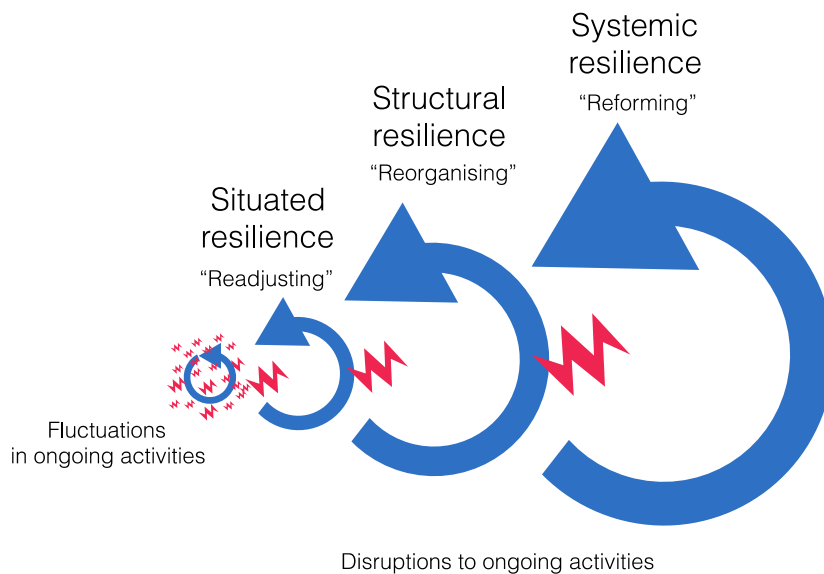 Systemic
resilience
“Reforming”
Structural
resilience
“Reorganising”
Situated
resilience
“Readjusting”
Fluctuations
in ongoing activities
Disruptions to ongoing activities